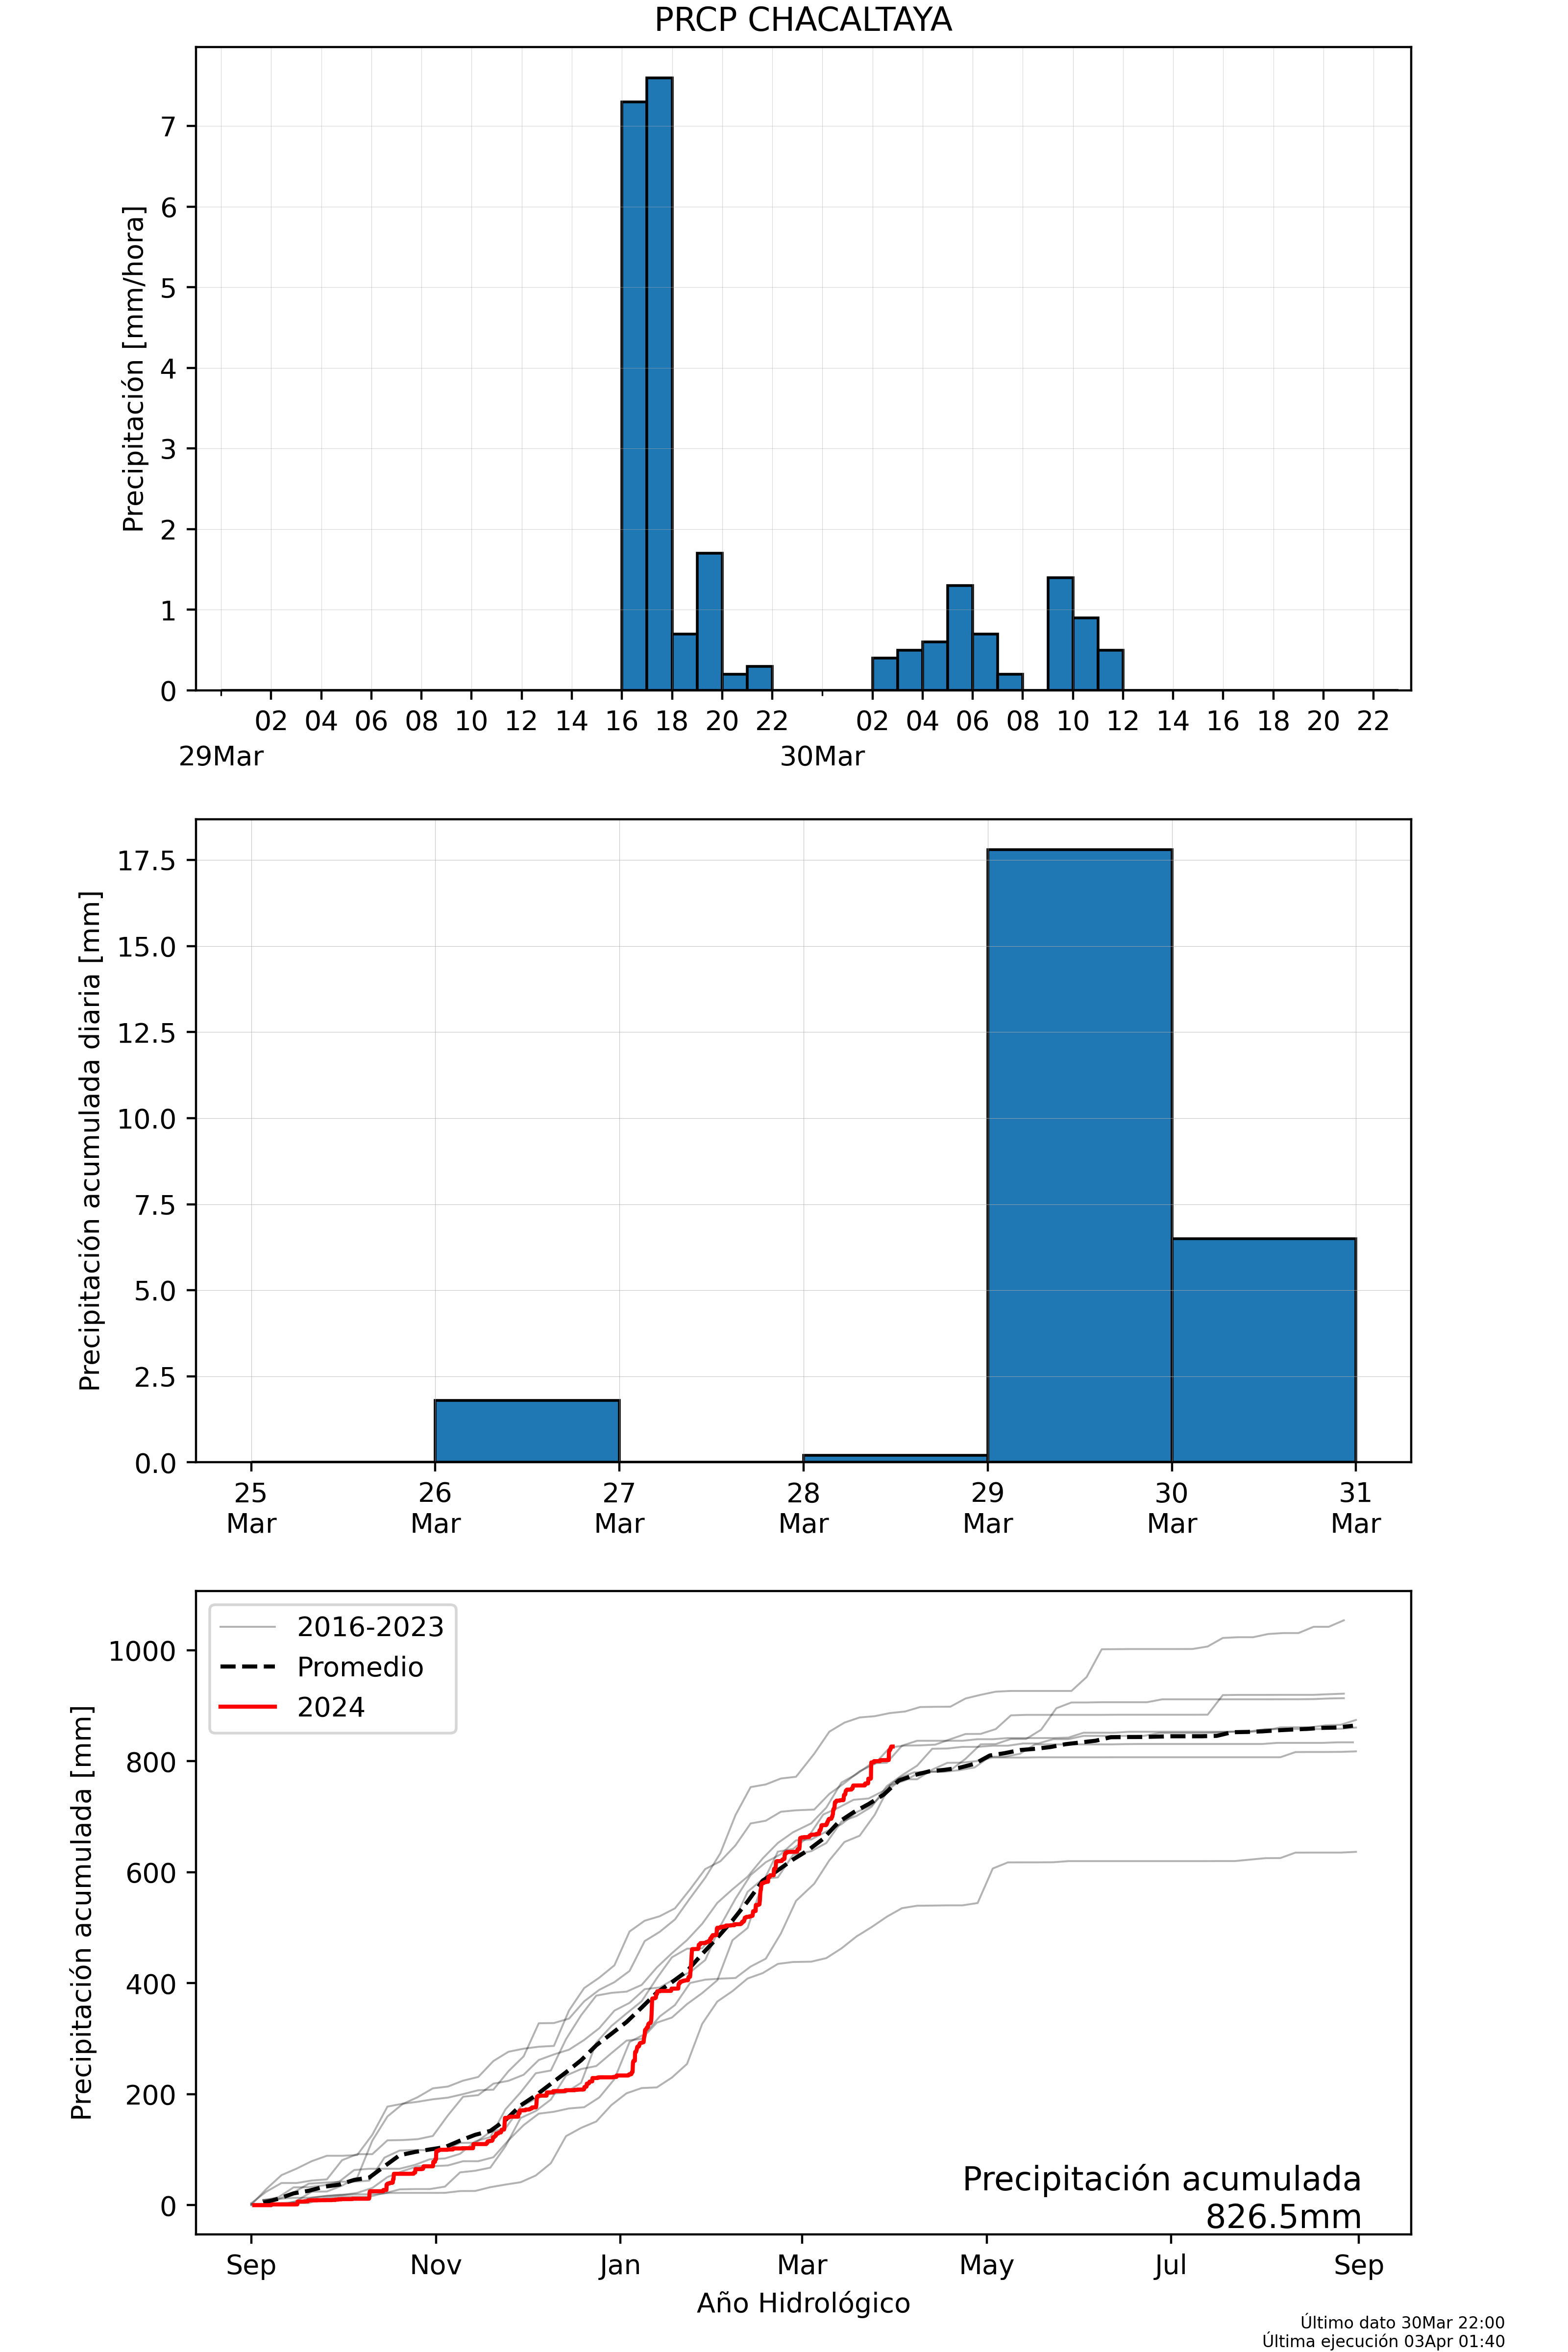 PRCP CHACALTAYA
Precipitación [mm/hora]
7
6
5
4
3
2
1
0
02 04 06 08 10 12 14 16 18 20 22 02 04 06 08 10 12 14 16 18 20 22
29Mar 30Mar
Precipitación acumulada diaria [mm]
17.5
15.0
12.5
10.0
7.5
5.0
2.5
0.0
25 26 27 28 29 30 31
Mar Mar Mar Mar Mar Mar Mar
Precipitación acumulada [mm]
1000
800
600
400
200
0
2016-2023
Promedio
2024
Precipitación acumulada
826.5mm
Sep Nov Jan Mar May Jul Sep
Año Hidrológico
Último dato 30Mar 22:00
Última ejecución 03Apr 01:40